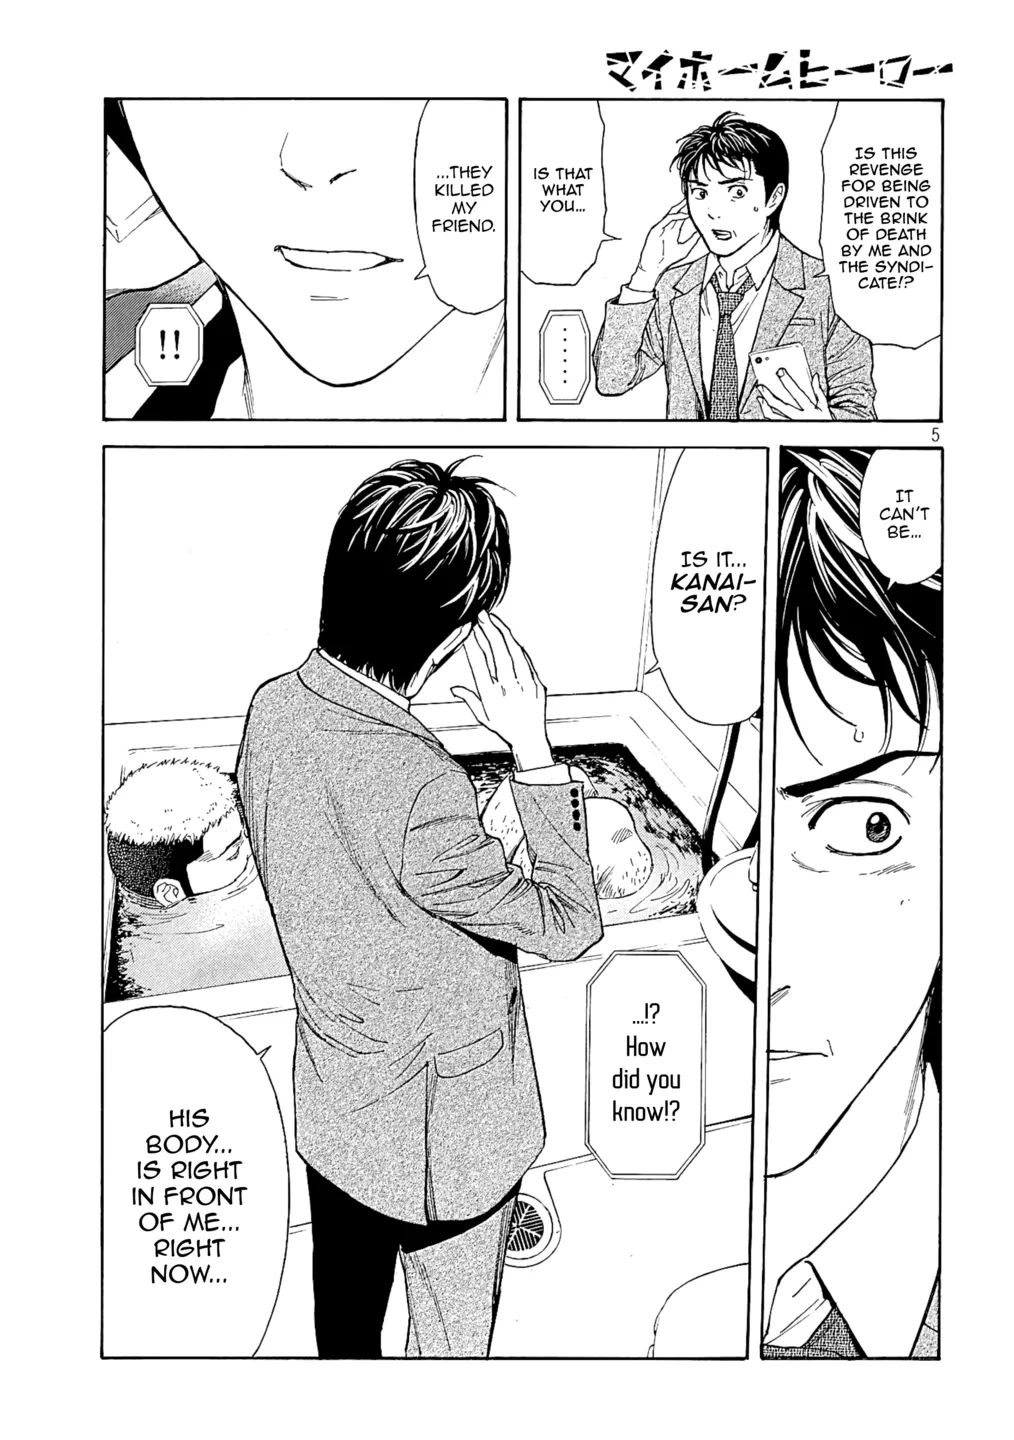 マイホームヒーロー
IS THIS
REVENGE
FOR BEING
DRIVEN TO
THE BRINK
OF DEATH
BY ME AND
THE SYNDI-
CATE!?
IS THAT
WHAT
YOU...
......
...THEY
KILLED
MY
FRIEND.
!!
5
IT
CAN'T
BE...
IS IT...
KANAI-
SAN?
...!?
How
did you
know!?
HIS
BODY...
IS RIGHT
IN FRONT
OF ME...
RIGHT
NOW...